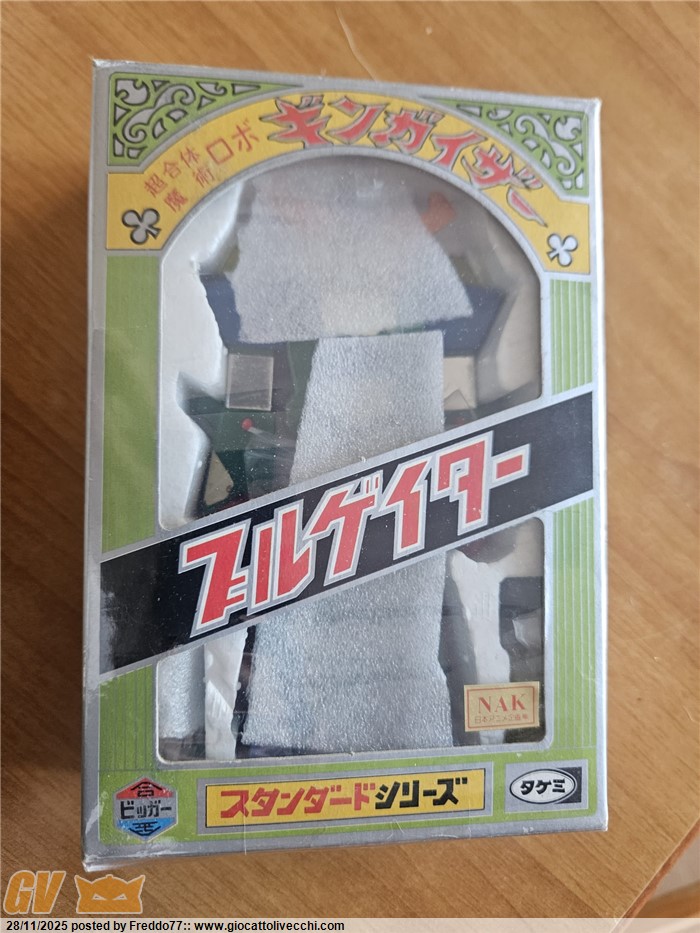 超合体
魔術
ロボ
ギンガイザー
ブルゲイター
NAK
日本アニメ企画
ビッガー
スタンダードシリーズ
タケミ
GV
28/11/2025 posted by Freddo77:: www.giocattolivecchi.com